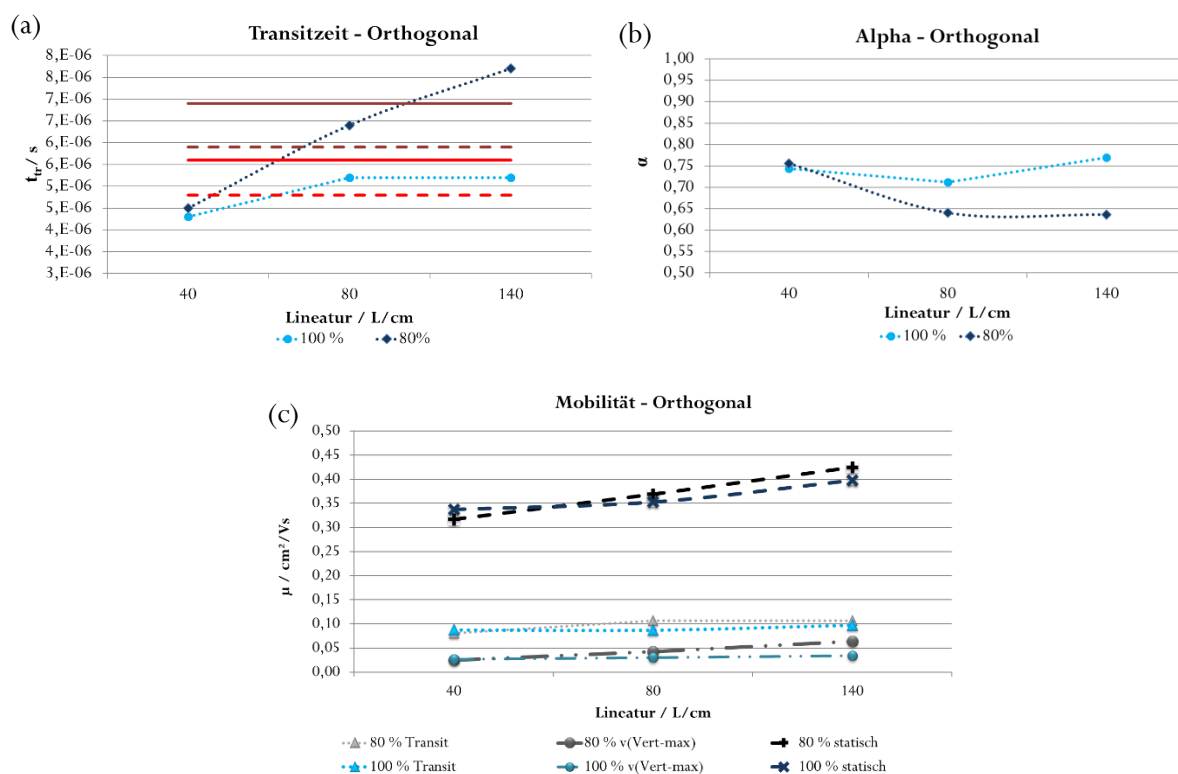 (a)
Transitzeit - Orthogonal
8,E-06
8,E-06
7,E-06
7,E-06
6,E-06
6,E-06
5,E-06
5,E-06
4,E-06
4,E-06
3,E-06
t_tr / s
40 80 140
Lineatur / L/cm
100 % 80%
(b)
Alpha - Orthogonal
1,00
0,95
0,90
0,85
0,80
0,75
0,70
0,65
0,60
0,55
0,50
α
40 80 140
Lineatur / L/cm
100 % 80%
(c)
Mobilität - Orthogonal
0,50
0,45
0,40
0,35
0,30
0,25
0,20
0,15
0,10
0,05
0,00
µ / cm²/Vs
40 80 140
Lineatur / L/cm
80 % Transit 80 % v(Vert-max) 80 % statisch
100 % Transit 100 % v(Vert-max) 100 % statisch